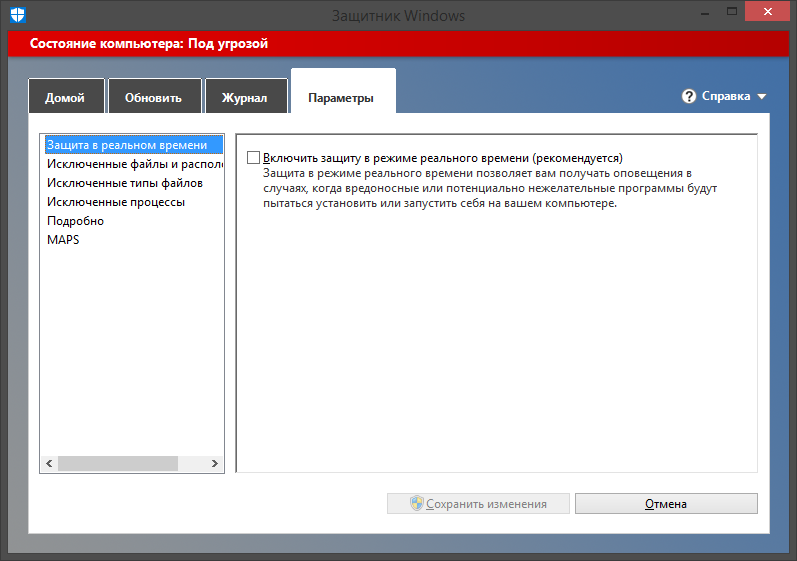 Защитник Windows
Состояние компьютера: Под угрозой
Домой
Обновить
Журнал
Параметры
Справка
Защита в реальном времени
Исключенные файлы и распол
Исключенные типы файлов
Исключенные процессы
Подробно
MAPS
Включить защиту в режиме реального времени (рекомендуется)
Защита в режиме реального времени позволяет вам получать оповещения в
случаях, когда вредоносные или потенциально нежелательные программы будут
пытаться установить или запустить себя на вашем компьютере.
Сохранить изменения
Отмена